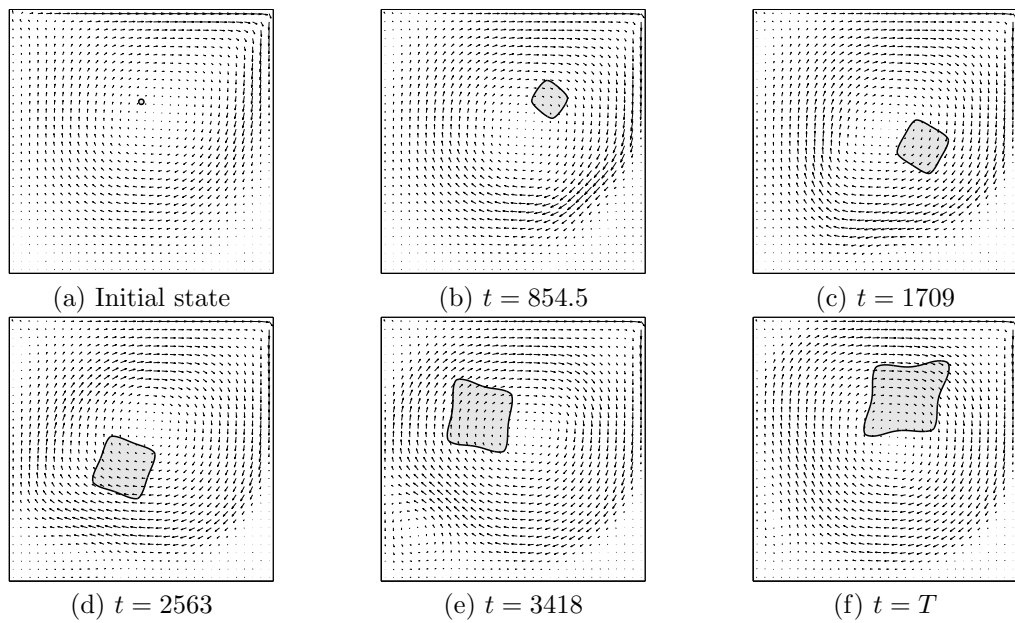 (a) Initial state
(b) t = 854.5
(c) t = 1709
(d) t = 2563
(e) t = 3418
(f) t = T